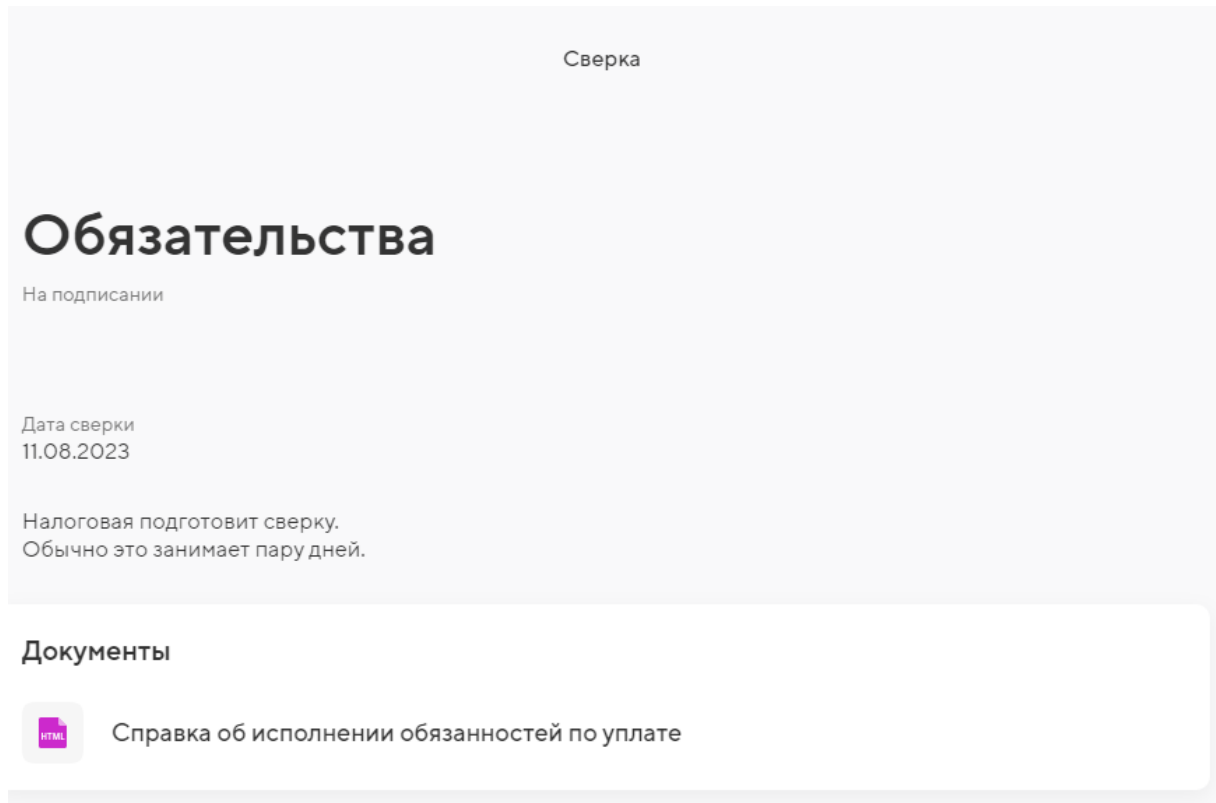 Сверка
Обязательства
На подписании
Дата сверки
11.08.2023
Налоговая подготовит сверку.
Обычно это занимает пару дней.
Документы
HTML
Справка об исполнении обязанностей по уплате